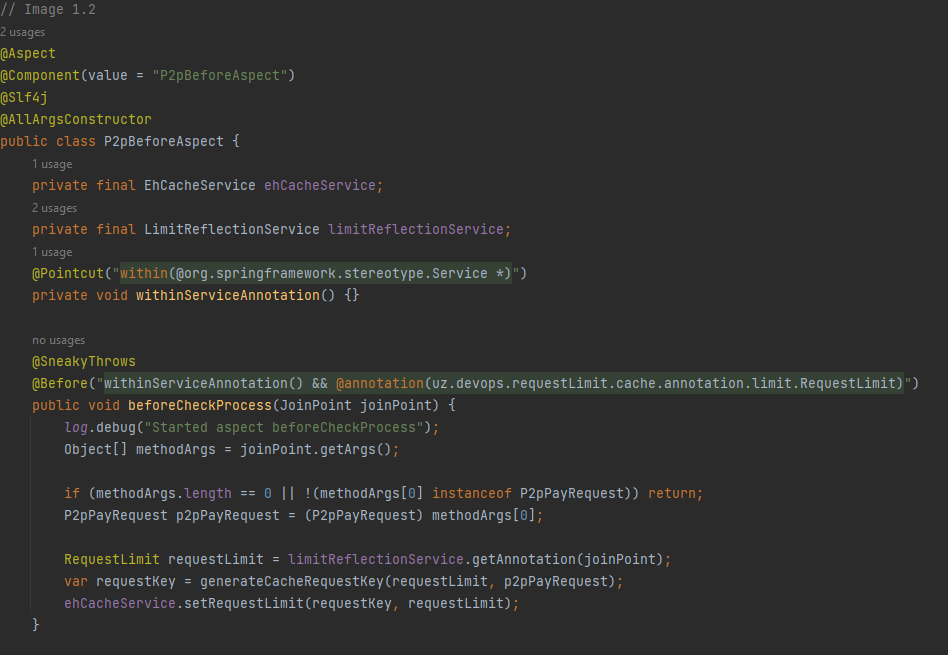 // Image 1.2
2 usages
@Aspect
@Component(value = "P2pBeforeAspect")
@Slf4j
@AllArgsConstructor
public class P2pBeforeAspect {
1 usage
private final EhCacheService ehCacheService;
2 usages
private final LimitReflectionService limitReflectionService;
1 usage
@Pointcut("within(@org.springframework.stereotype.Service *)")
private void withinServiceAnnotation() {}
no usages
@SneakyThrows
@Before("withinServiceAnnotation() && @annotation(uz.devops.requestLimit.cache.annotation.limit.RequestLimit)")
public void beforeCheckProcess(JoinPoint joinPoint) {
log.debug("Started aspect beforeCheckProcess");
Object[] methodArgs = joinPoint.getArgs();
if (methodArgs.length == 0 || !(methodArgs[0] instanceof P2pPayRequest)) return;
P2pPayRequest p2pPayRequest = (P2pPayRequest) methodArgs[0];
RequestLimit requestLimit = limitReflectionService.getAnnotation(joinPoint);
var requestKey = generateCacheRequestKey(requestLimit, p2pPayRequest);
ehCacheService.setRequestLimit(requestKey, requestLimit);
}